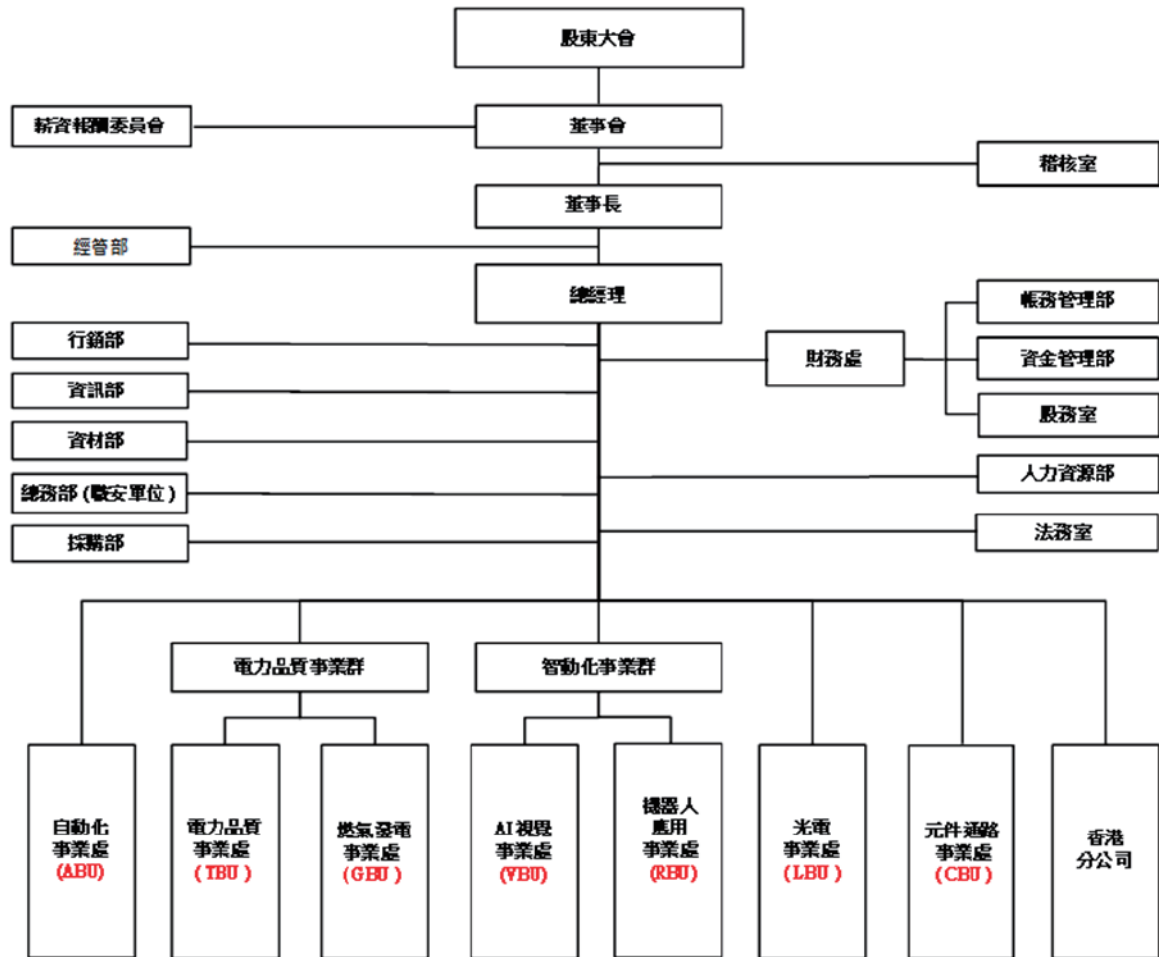 股東大會
薪資報酬委員會
董事會
稽核室
董事長
經管部
總經理
帳務管理部
行銷部
財務處
資金管理部
資訊部
股務室
資材部
人力資源部
總務部(職安單位)
法務室
採購部
電力品質事業群
智動化事業群
自動化
事業處
(ABU)
電力品質
事業處
(TBU)
燃氣發電
事業處
(GBU)
AI視覺
事業處
(VBU)
機器人
應用
事業處
(RBU)
光電
事業處
(LBU)
元件通路
事業處
(CBU)
香港
分公司